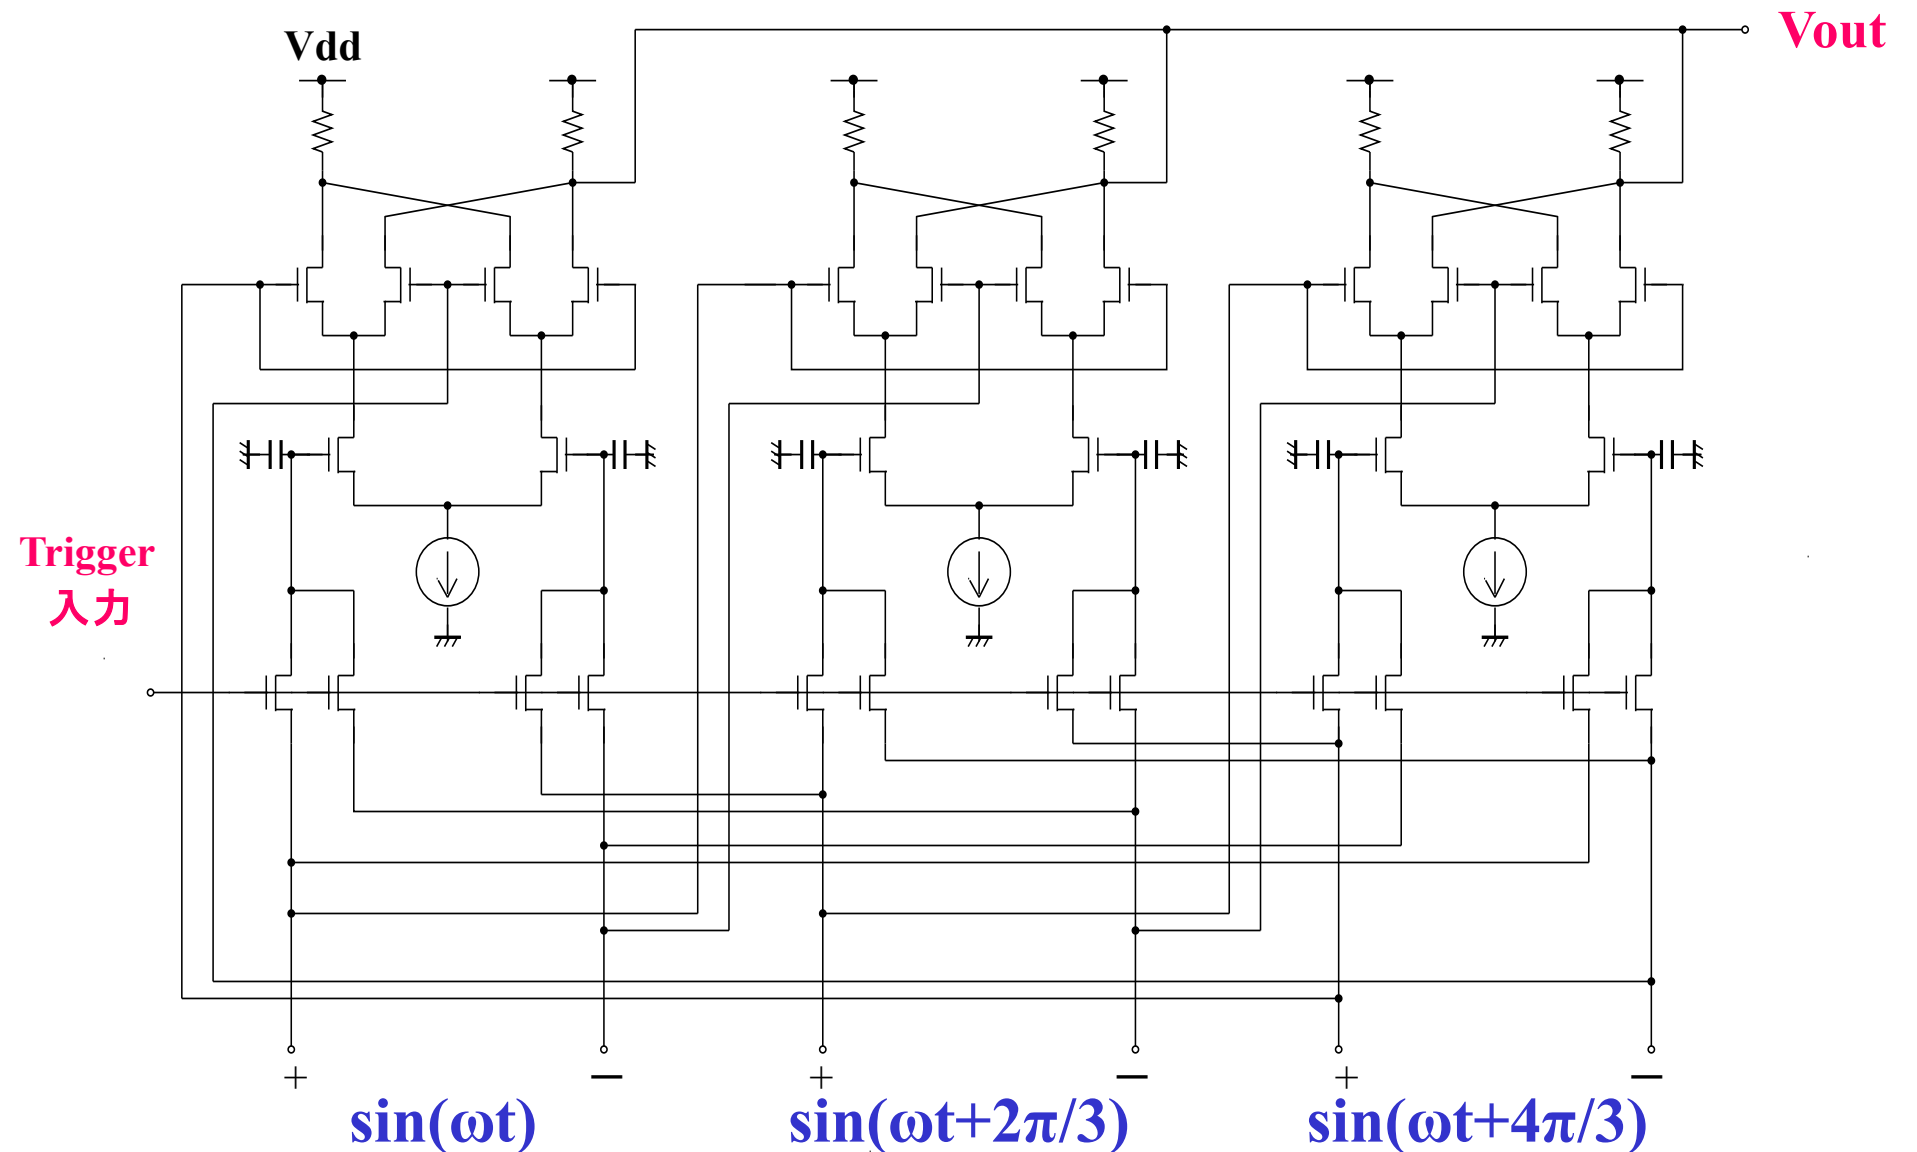 Vdd
Vout
Trigger
入力
+ − + − + −
sin(ωt) sin(ωt+2π/3) sin(ωt+4π/3)